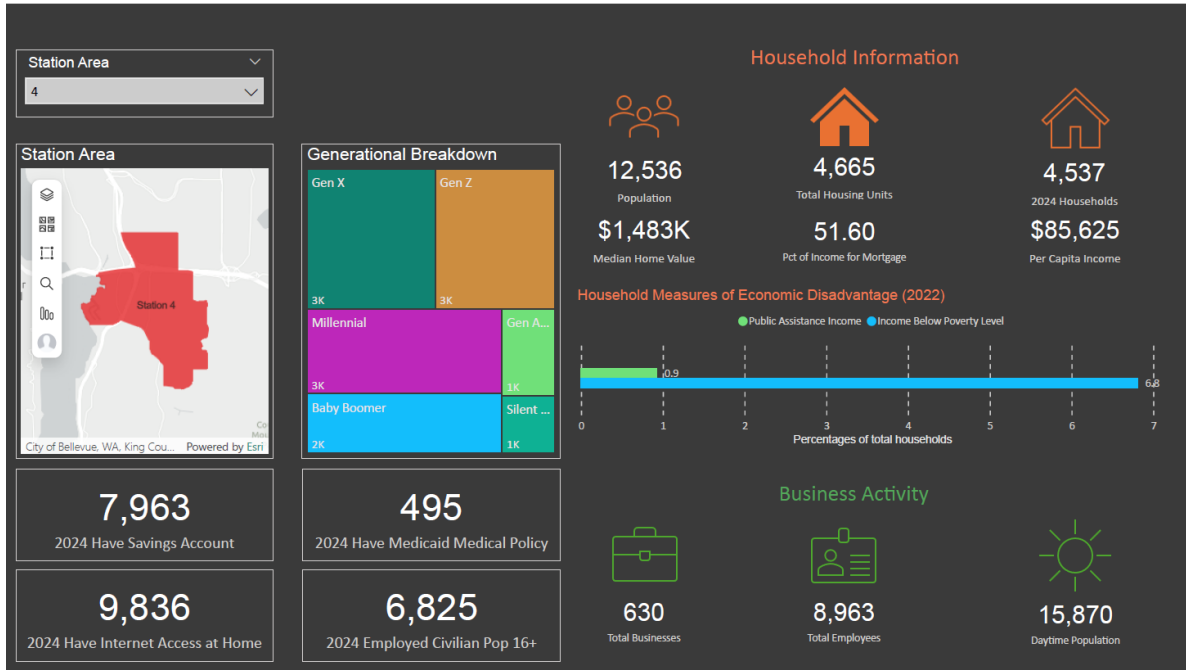 Station Area
4
Station Area
Station 4
Co
City of Bellevue, WA, King Cou... Powered by Esri
Generational Breakdown
Gen X
3K
Gen Z
3K
Millennial
3K
Gen A...
1K
Baby Boomer
2K
Silent ...
1K
7,963
2024 Have Savings Account
495
2024 Have Medicaid Medical Policy
9,836
2024 Have Internet Access at Home
6,825
2024 Employed Civilian Pop 16+
Household Information
12,536
Population
4,665
Total Housing Units
4,537
2024 Households
$1,483K
Median Home Value
51.60
Pct of Income for Mortgage
$85,625
Per Capita Income
Household Measures of Economic Disadvantage (2022)
Public Assistance Income Income Below Poverty Level
0.9
6.8
0 1 2 3 4 5 6 7
Percentages of total households
Business Activity
630
Total Businesses
8,963
Total Employees
15,870
Daytime Population